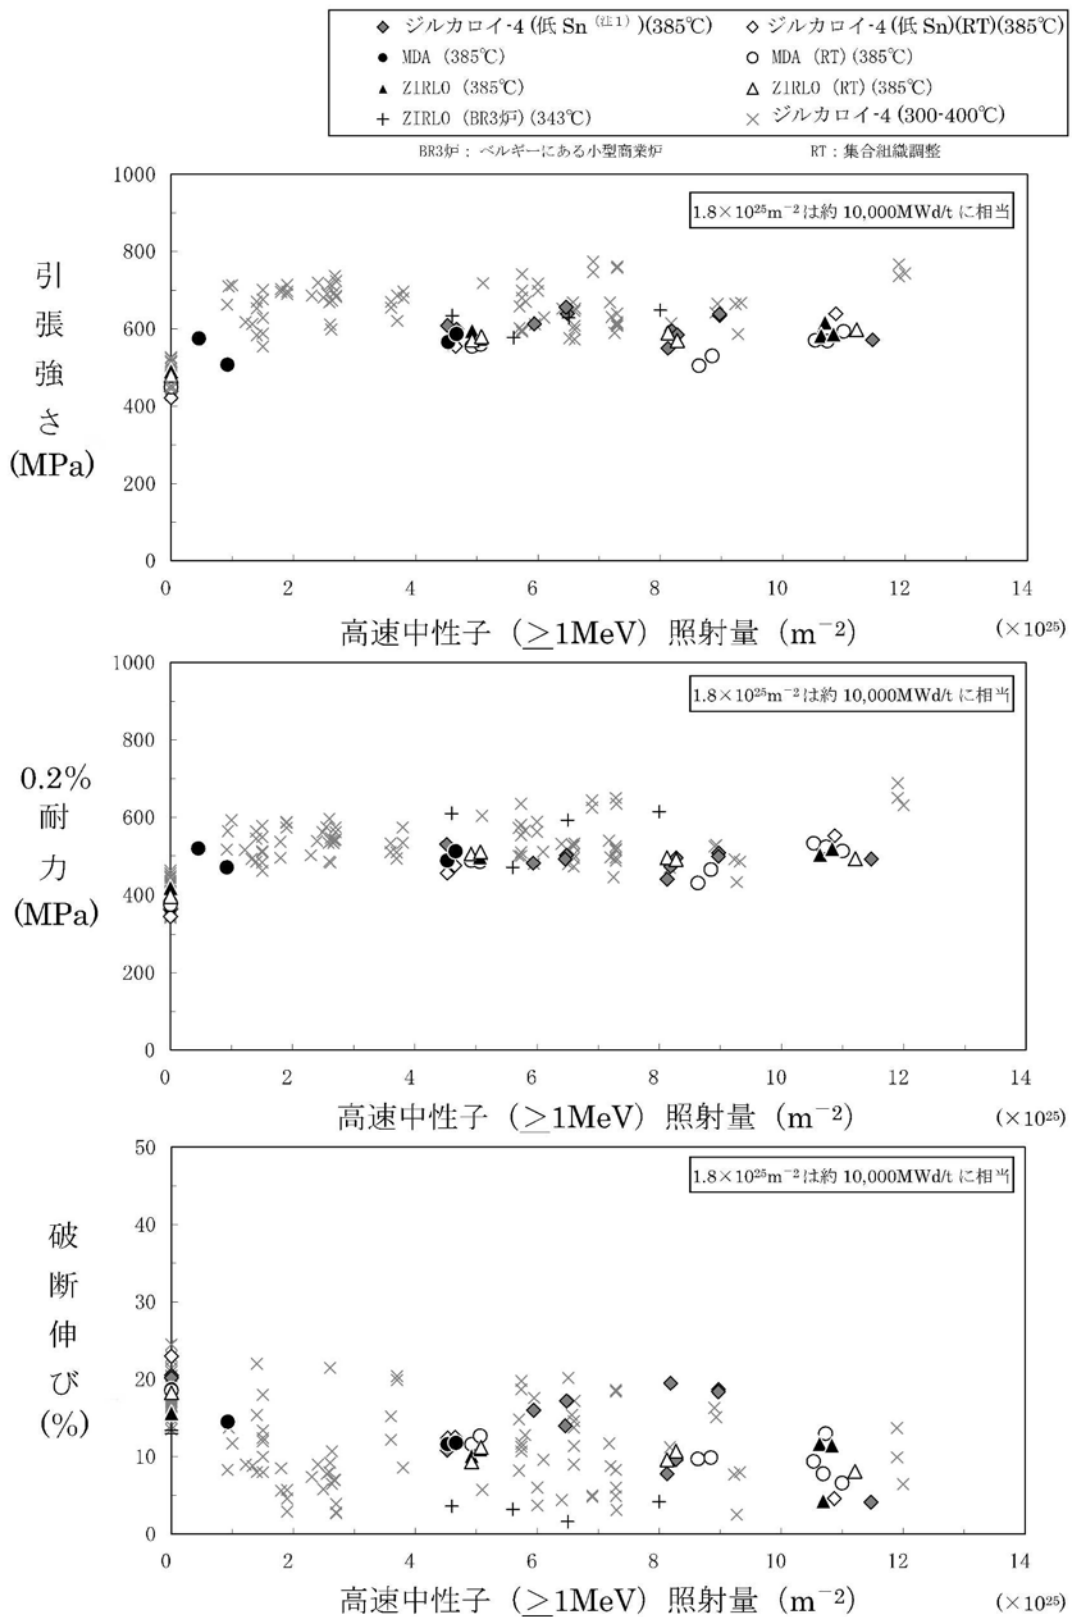 ジルカロイ-4 (低 Sn (注1) )(385℃)
ジルカロイ-4 (低 Sn)(RT)(385℃)
MDA (385℃)
MDA (RT) (385℃)
ZIRLO (385℃)
ZIRLO (RT) (385℃)
ZIRLO (BR3炉) (343℃)
ジルカロイ-4 (300-400℃)
BR3炉 : ベルギーにある小型商業炉
RT : 集合組織調整
1000
800
600
400
200
0
引張強さ
(MPa)
1.8×10²⁵m⁻² は約 10,000MWd/t に相当
0 2 4 6 8 10 12 14
高速中性子 (≥1MeV) 照射量 (m⁻²)
(×10²⁵)
1000
800
600
400
200
0
0.2%
耐力
(MPa)
1.8×10²⁵m⁻² は約 10,000MWd/t に相当
0 2 4 6 8 10 12 14
高速中性子 (≥1MeV) 照射量 (m⁻²)
(×10²⁵)
50
40
30
20
10
0
破断伸び
(%)
1.8×10²⁵m⁻² は約 10,000MWd/t に相当
0 2 4 6 8 10 12 14
高速中性子 (≥1MeV) 照射量 (m⁻²)
(×10²⁵)